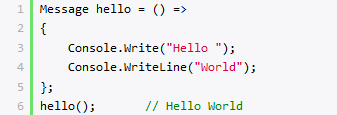 1 Message hello = () =>
2 {
3     Console.Write("Hello ");
4     Console.WriteLine("World");
5 };
6 hello();       // Hello World